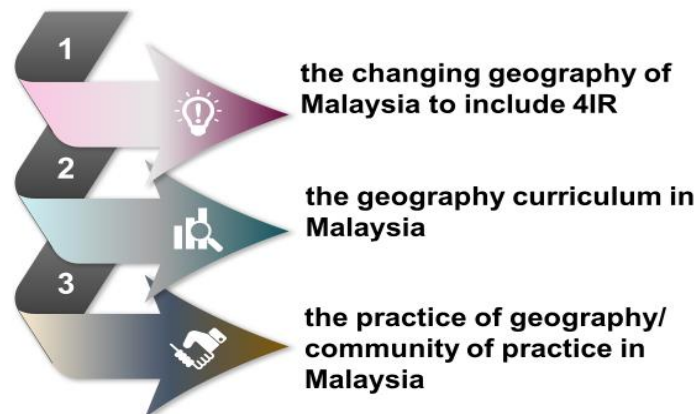 1
the changing geography of
Malaysia to include 4IR
2
the geography curriculum in
Malaysia
3
the practice of geography/
community of practice in
Malaysia